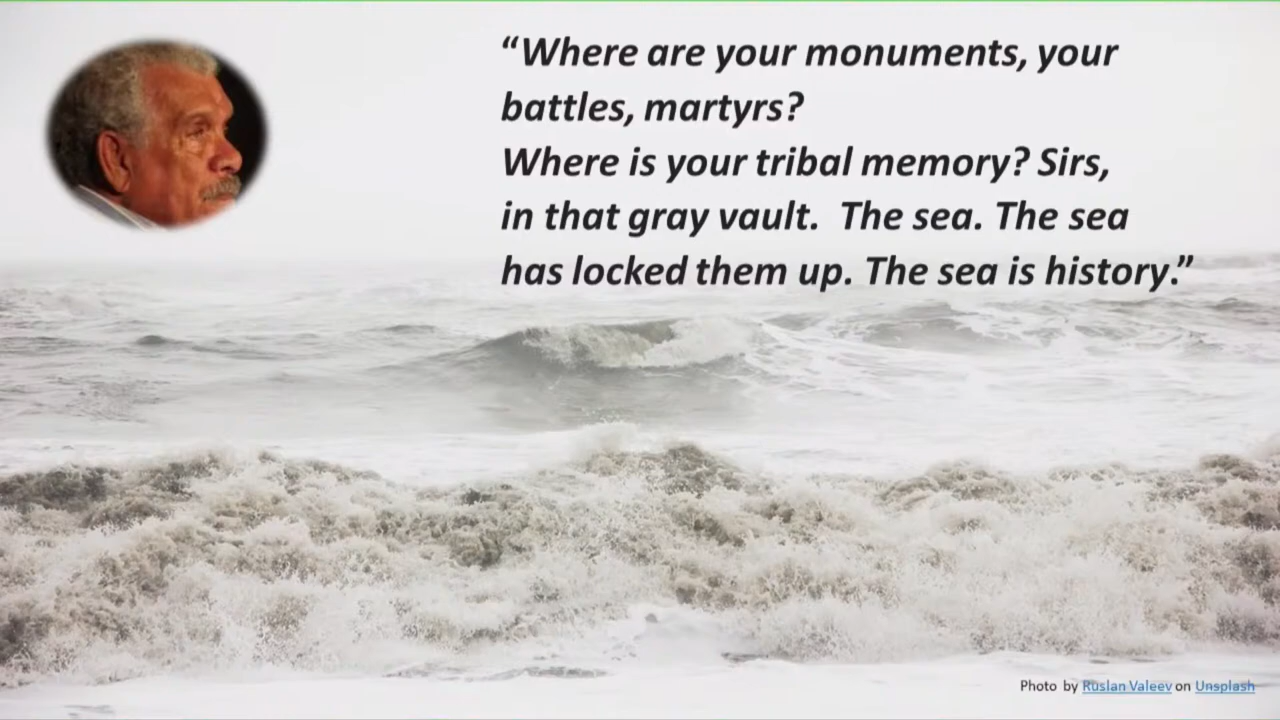 “Where are your monuments, your
battles, martyrs?
Where is your tribal memory? Sirs,
in that gray vault.  The sea. The sea
has locked them up. The sea is history.”
Photo by Ruslan Valeev on Unsplash